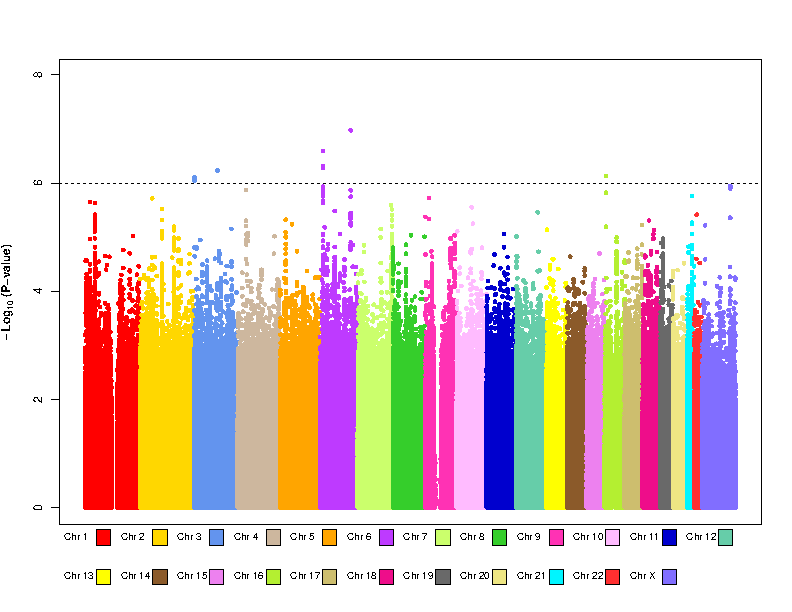 8
6
4
2
0
−Log10 (P−value)
Chr 1 Chr 2 Chr 3 Chr 4 Chr 5 Chr 6 Chr 7 Chr 8 Chr 9 Chr 10 Chr 11 Chr 12
Chr 13 Chr 14 Chr 15 Chr 16 Chr 17 Chr 18 Chr 19 Chr 20 Chr 21 Chr 22 Chr X